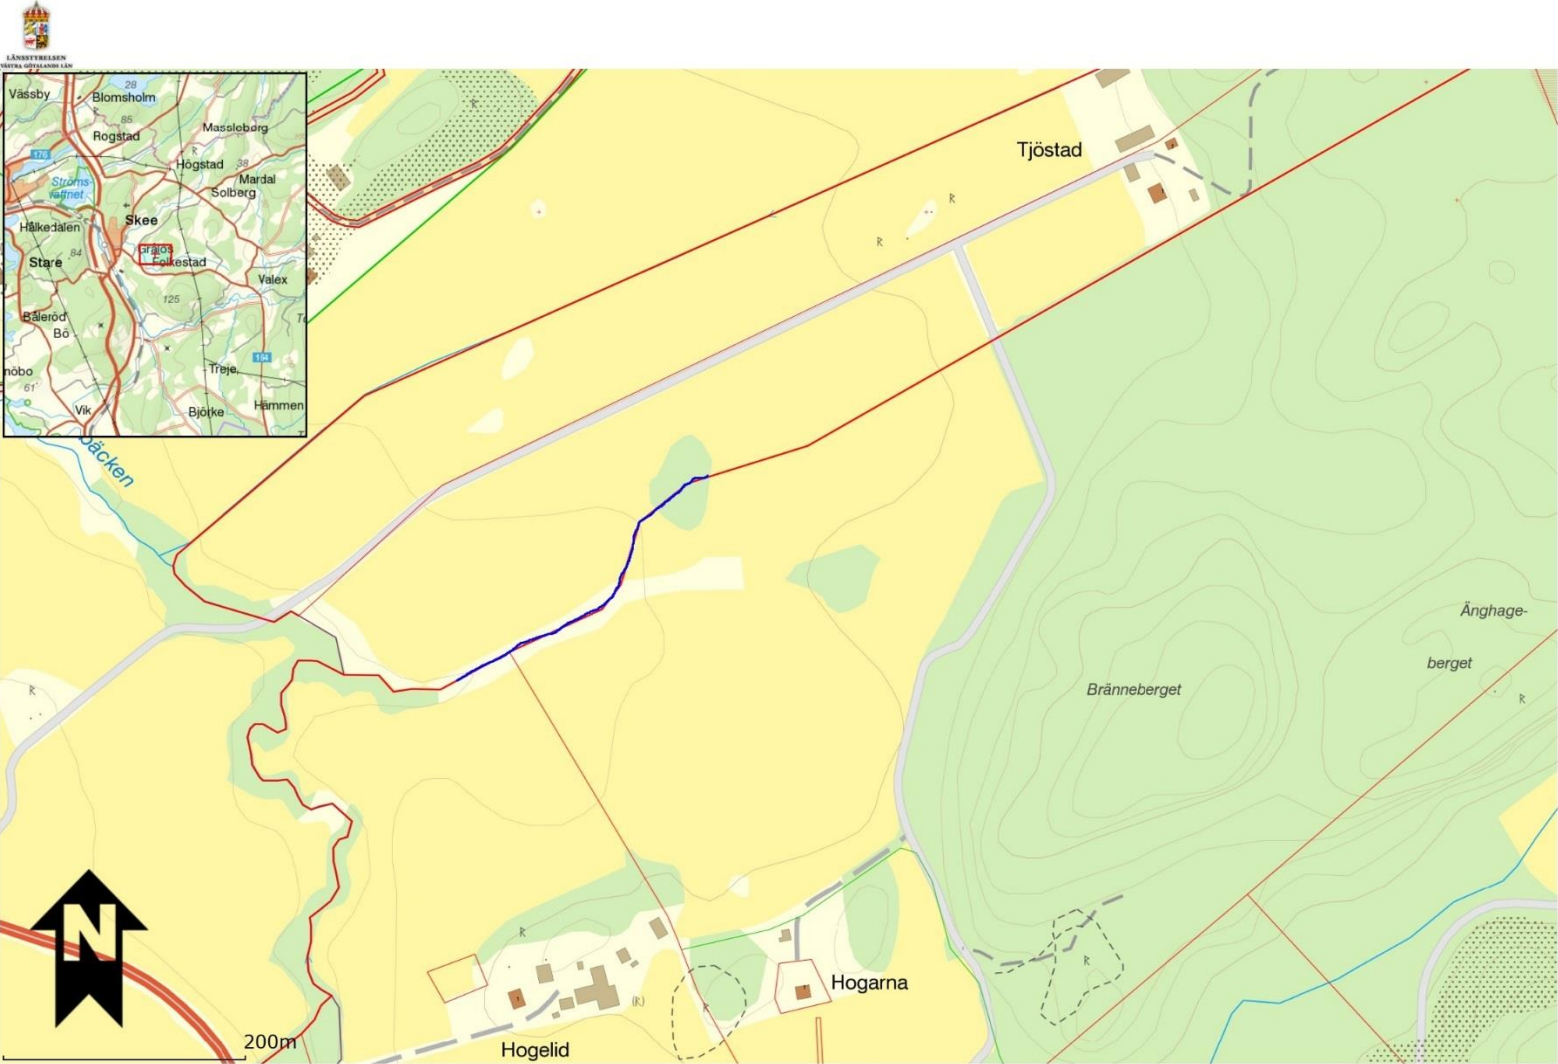 LÄNSSTYRELSEN
VÄSTRA GÖTALANDS LÄN
Vässby
28
Blomsholm
85
Rogstad
Massleberg
176
Högstad
38
Mardal
Solberg
Ströms-
vattnet
Skee
Hålkedalen
84
Grålös
Stare
Folkestad
Valex
125
Båleröd
Bö
164
Treje
nöbo
61
Vik
Björke
Hämmen
bäcken
Tjöstad
R
R
R
R
Änghage-
berget
Bränneberget
R
R
R
R
R
(R)
Hogarna
Hogelid
N
200m